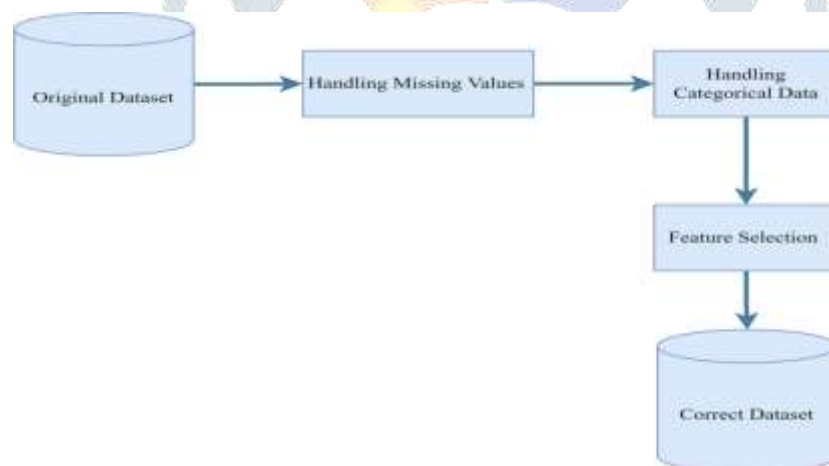 Original Dataset
Handling Missing Values
Handling
Categorical Data
Feature Selection
Correct Dataset